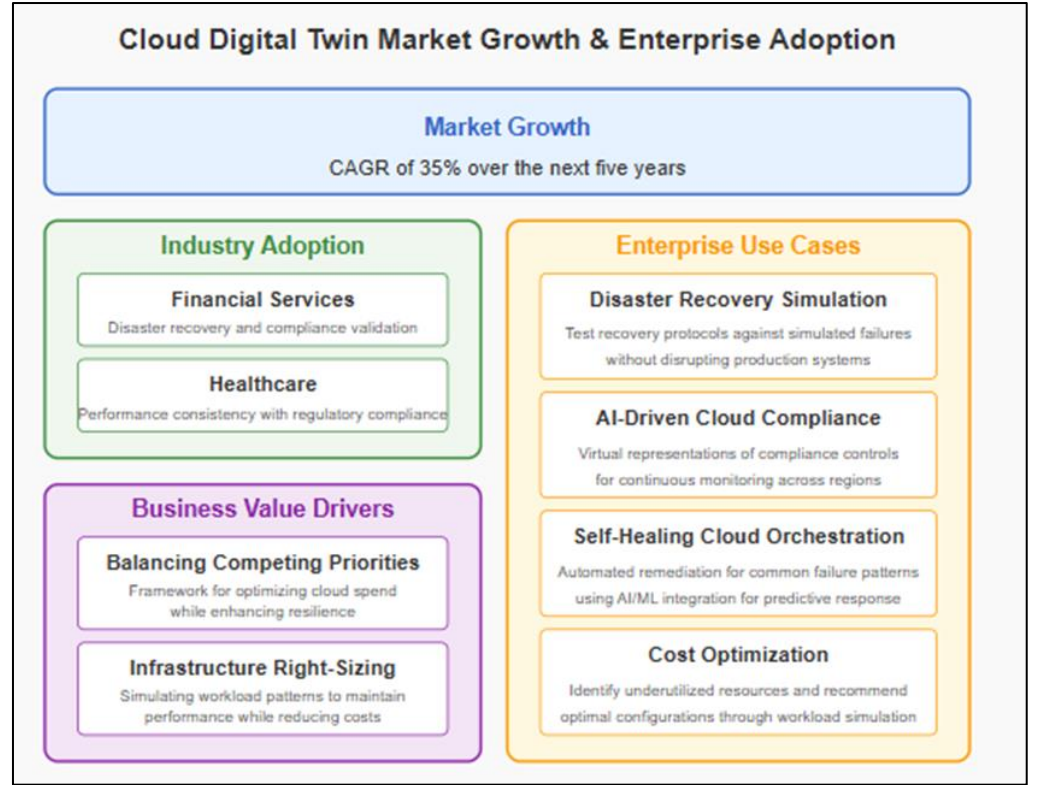 Cloud Digital Twin Market Growth & Enterprise Adoption
Market Growth
CAGR of 35% over the next five years
Industry Adoption
Financial Services
Disaster recovery and compliance validation
Healthcare
Performance consistency with regulatory compliance
Business Value Drivers
Balancing Competing Priorities
Framework for optimizing cloud spend
while enhancing resilience
Infrastructure Right-Sizing
Simulating workload patterns to maintain
performance while reducing costs
Enterprise Use Cases
Disaster Recovery Simulation
Test recovery protocols against simulated failures
without disrupting production systems
AI-Driven Cloud Compliance
Virtual representations of compliance controls
for continuous monitoring across regions
Self-Healing Cloud Orchestration
Automated remediation for common failure patterns
using AI/ML integration for predictive response
Cost Optimization
Identify underutilized resources and recommend
optimal configurations through workload simulation